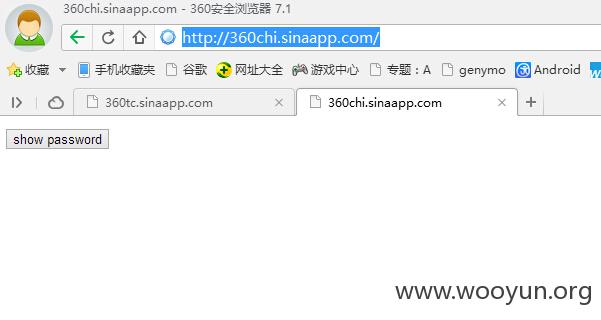 360chi.sinaapp.com - 360安全浏览器 7.1
http://360chi.sinaapp.com/
收藏 手机收藏夹 谷歌 网址大全 游戏中心 专题：A genymo Android
360tc.sinaapp.com 360chi.sinaapp.com
show password
www.wooyun.org